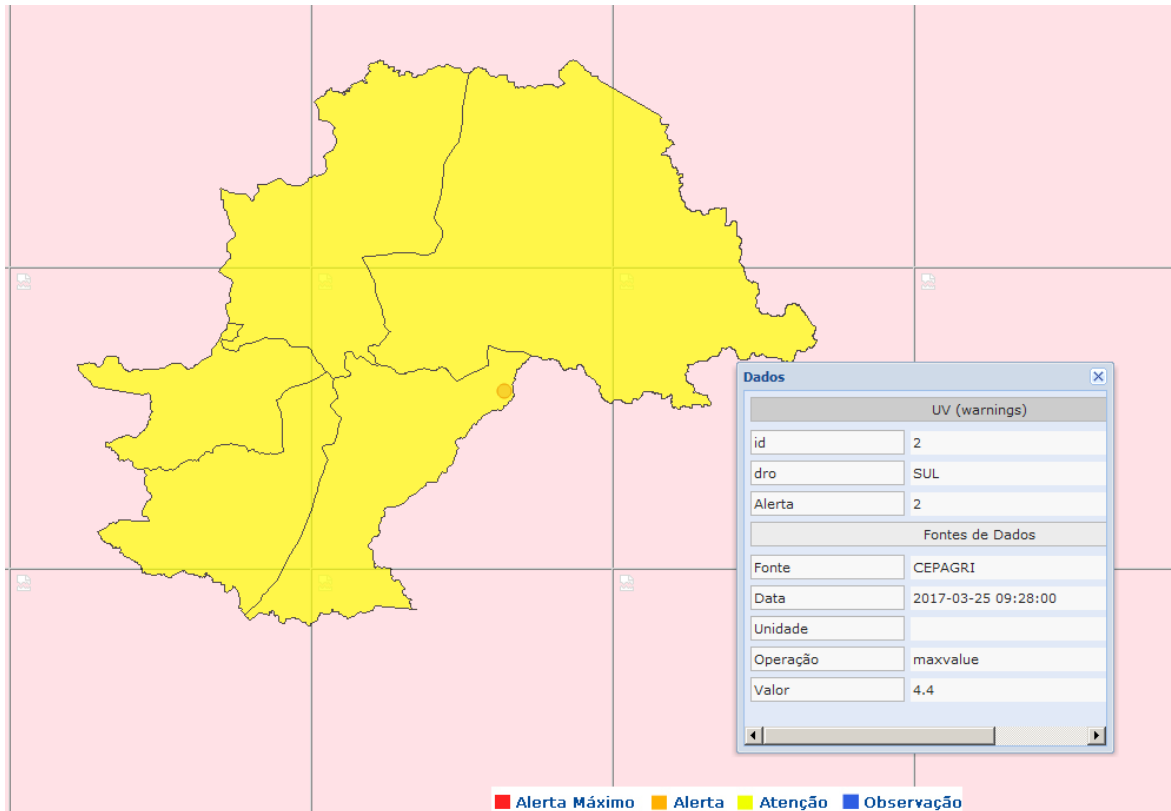 Dados
UV (warnings)
id 2
dro SUL
Alerta 2
Fontes de Dados
Fonte CEPAGRI
Data 2017-03-25 09:28:00
Unidade
Operação maxvalue
Valor 4.4
Alerta Máximo Alerta Atenção Observação